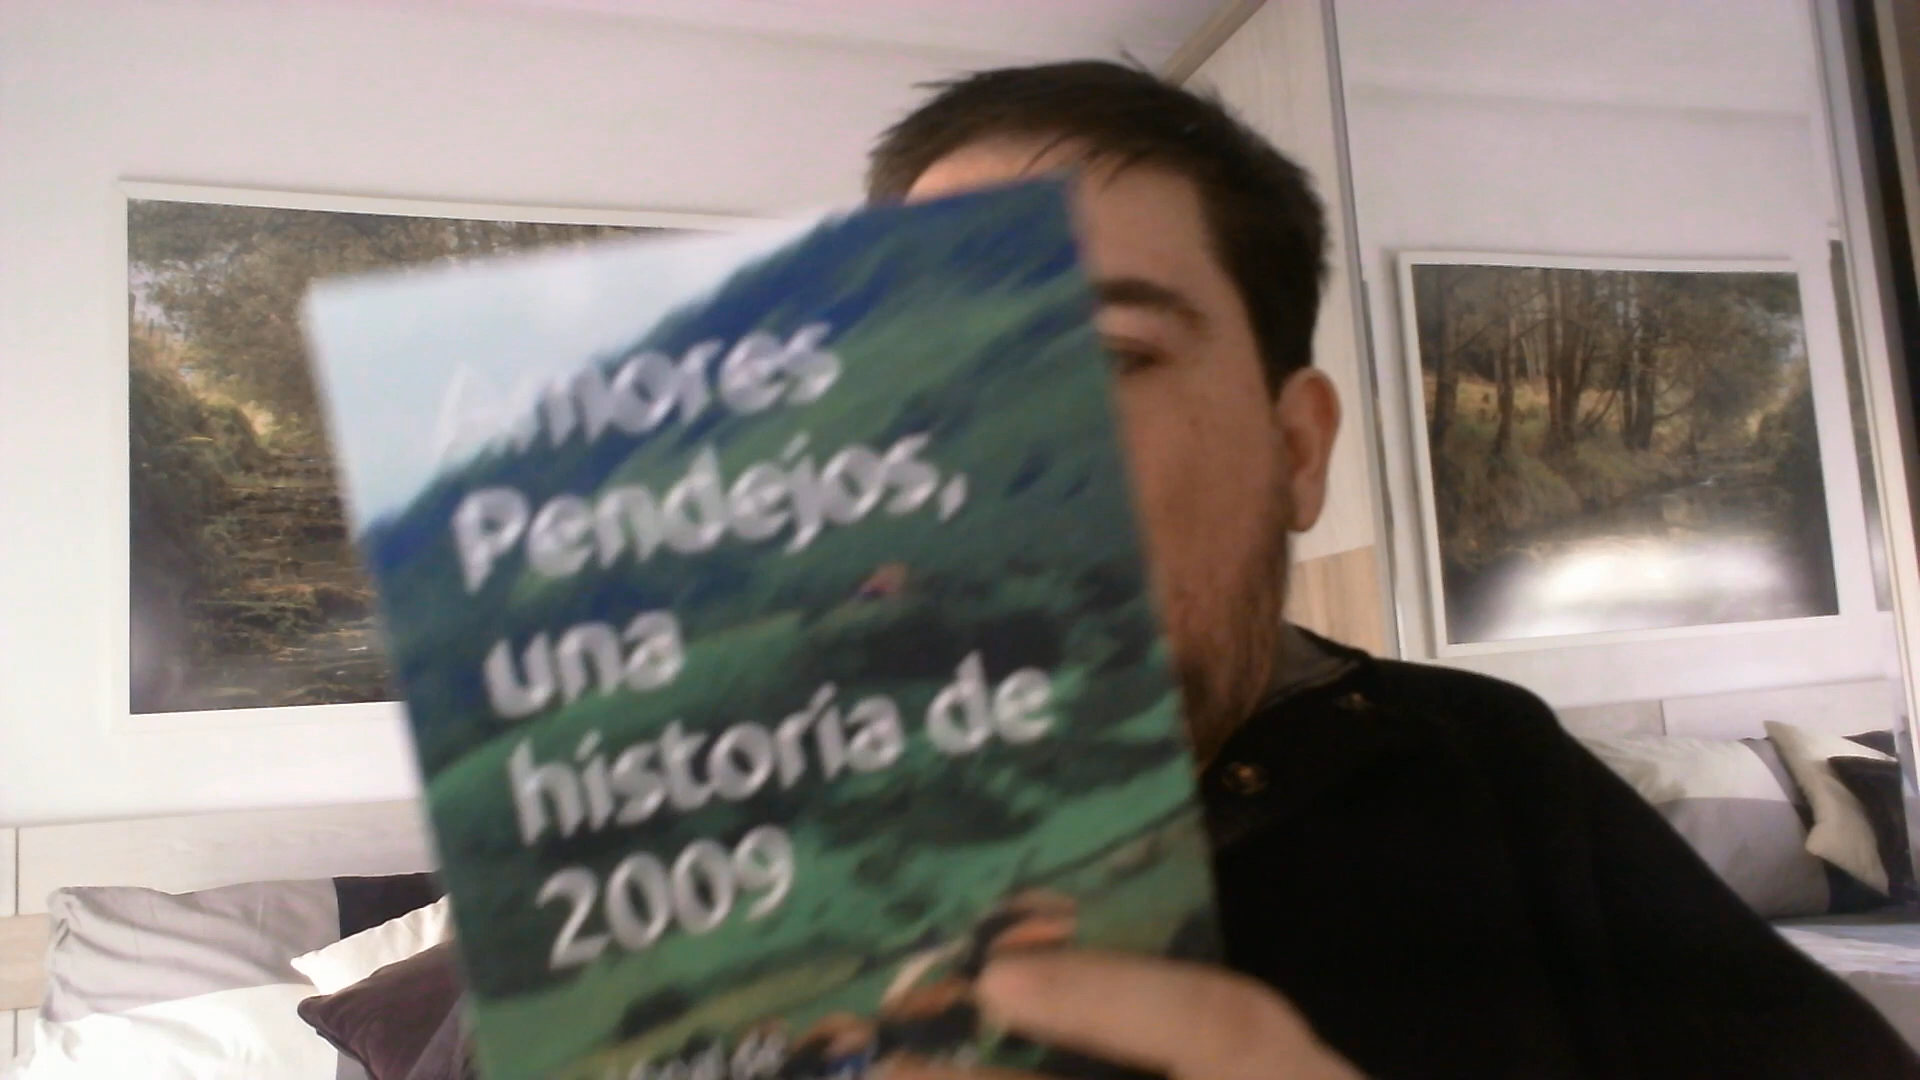 Amores
Pendejos,
una
historia de
2009